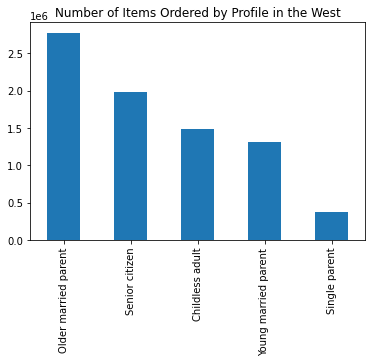 Number of Items Ordered by Profile in the West
1e6
2.5
2.0
1.5
1.0
0.5
0.0
Older married parent
Senior citizen
Childless adult
Young married parent
Single parent